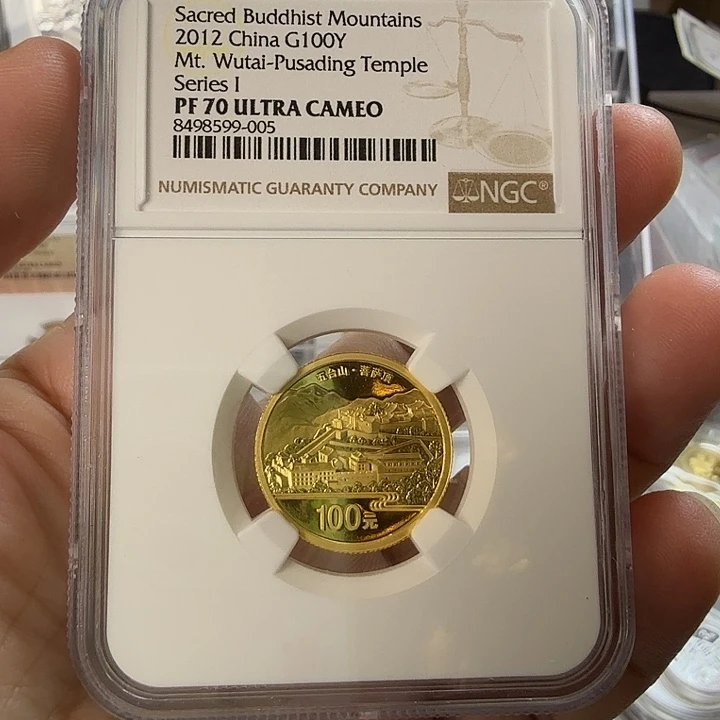 Sacred Buddhist Mountains
2012 China G100Y
Mt. Wutai-Pusading Temple
Series I
PF 70 ULTRA CAMEO
8498599-005
NUMISMATIC GUARANTY COMPANY
NGC®
五台山·菩萨顶
100元